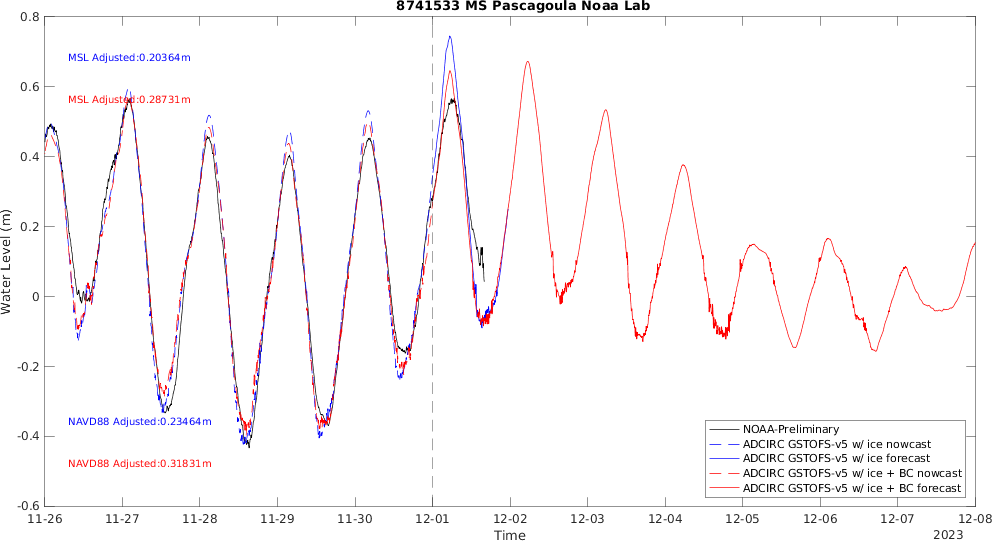 8741533 MS Pascagoula Noaa Lab
0.8
0.6
0.4
0.2
0
-0.2
-0.4
-0.6
Water Level (m)
MSL Adjusted:0.20364m
MSL Adjusted:0.28731m
NAVD88 Adjusted:0.23464m
NAVD88 Adjusted:0.31831m
NOAA-Preliminary
ADCIRC GSTOFS-v5 w/ ice nowcast
ADCIRC GSTOFS-v5 w/ ice forecast
ADCIRC GSTOFS-v5 w/ ice + BC nowcast
ADCIRC GSTOFS-v5 w/ ice + BC forecast
11-26 11-27 11-28 11-29 11-30 12-01 12-02 12-03 12-04 12-05 12-06 12-07 12-08
Time
2023